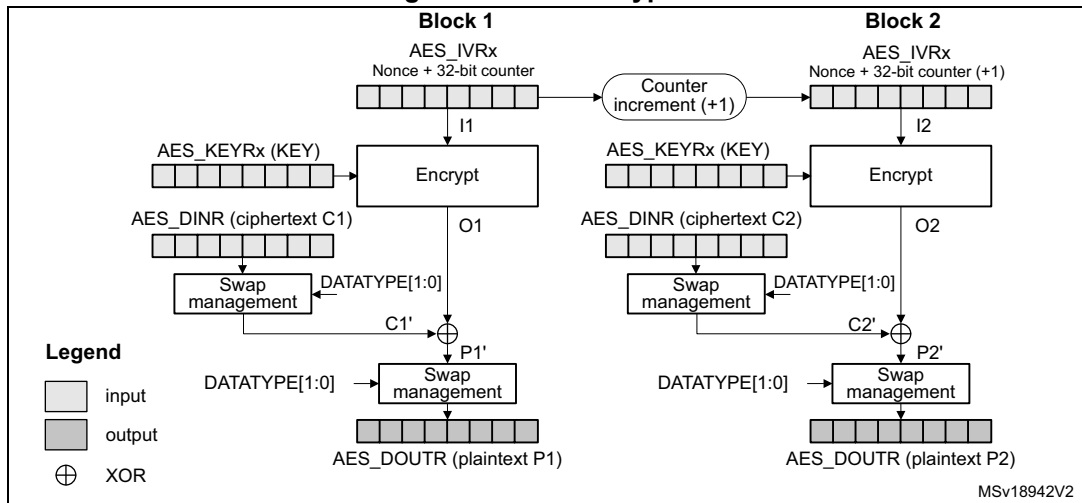 Block 1
Block 2
AES_IVRx
Nonce + 32-bit counter
Counter
increment (+1)
AES_IVRx
Nonce + 32-bit counter (+1)
I1
I2
AES_KEYRx (KEY)
Encrypt
AES_KEYRx (KEY)
Encrypt
AES_DINR (ciphertext C1)
O1
AES_DINR (ciphertext C2)
O2
Swap
management
DATATYPE[1:0]
Swap
management
DATATYPE[1:0]
C1'
C2'
P1'
P2'
DATATYPE[1:0]
Swap
management
DATATYPE[1:0]
Swap
management
AES_DOUTR (plaintext P1)
AES_DOUTR (plaintext P2)
Legend
input
output
XOR
MSv18942V2